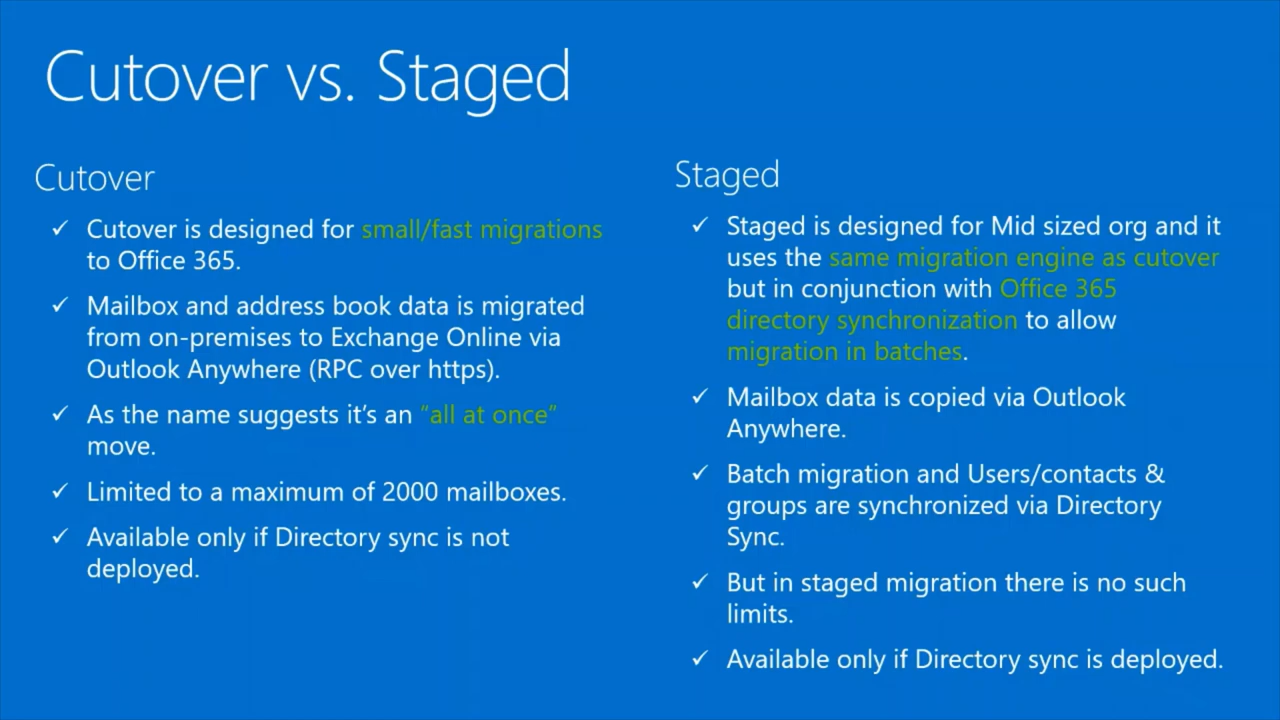 Cutover vs. Staged
Cutover
✓ Cutover is designed for small/fast migrations
to Office 365.
✓ Mailbox and address book data is migrated
from on-premises to Exchange Online via
Outlook Anywhere (RPC over https).
✓ As the name suggests it's an “all at once”
move.
✓ Limited to a maximum of 2000 mailboxes.
✓ Available only if Directory sync is not
deployed.
Staged
✓ Staged is designed for Mid sized org and it
uses the same migration engine as cutover
but in conjunction with Office 365
directory synchronization to allow
migration in batches.
✓ Mailbox data is copied via Outlook
Anywhere.
✓ Batch migration and Users/contacts &
groups are synchronized via Directory
Sync.
✓ But in staged migration there is no such
limits.
✓ Available only if Directory sync is deployed.